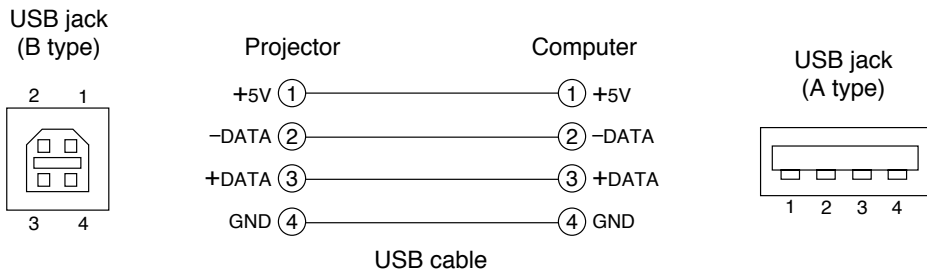 USB jack
(B type)
2 1
3 4
Projector Computer
+5V 1 1 +5V
−DATA 2 2 −DATA
+DATA 3 3 +DATA
GND 4 4 GND
USB cable
USB jack
(A type)
1 2 3 4